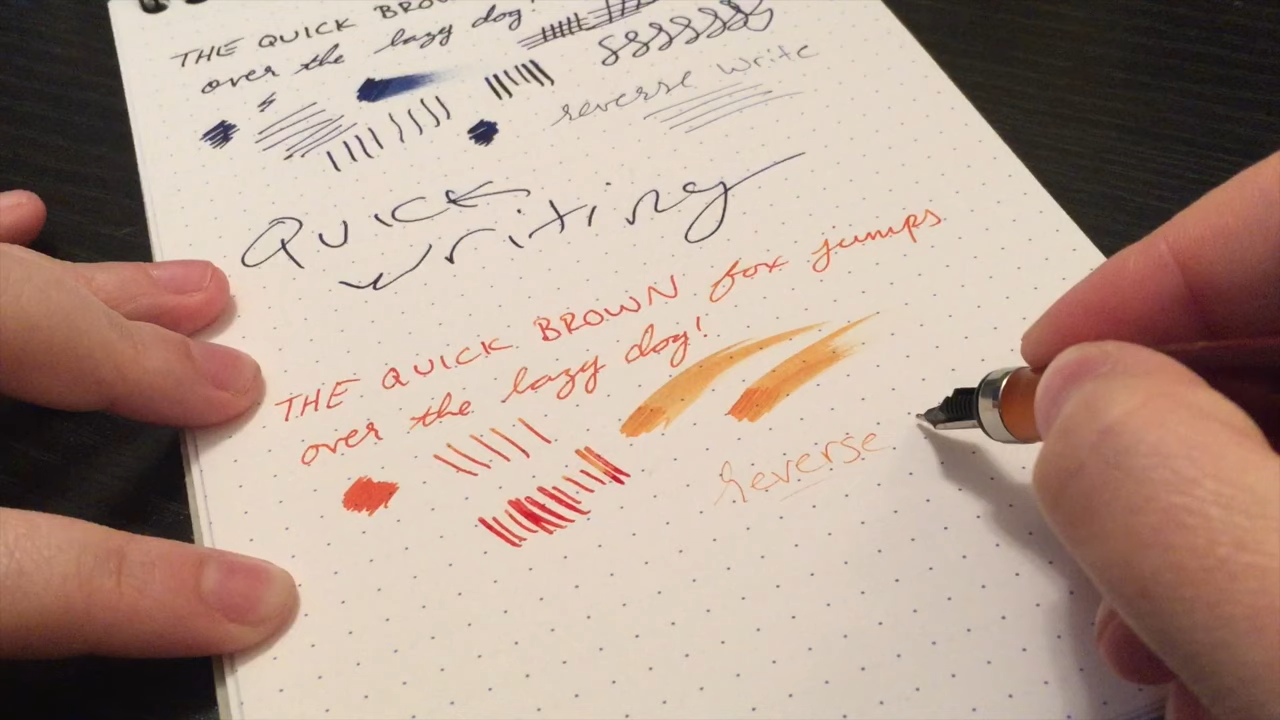 THE QUICK BROW
over the lazy dog!
reverse write
QUICK
writing
THE QUICK BROWN fox jumps
over the lazy dog!
reverse